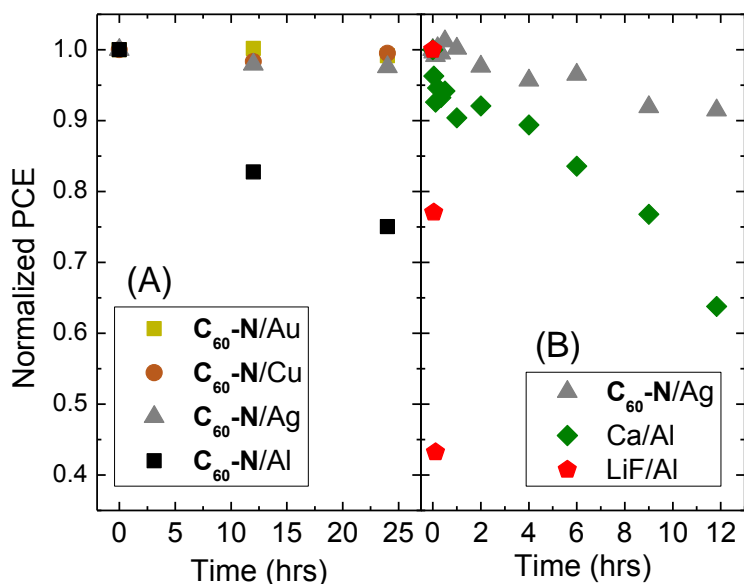 Normalized PCE
1.0
0.9
0.8
0.7
0.6
0.5
0.4
(A)
C60-N/Au
C60-N/Cu
C60-N/Ag
C60-N/Al
0 5 10 15 20 25
Time (hrs)
(B)
C60-N/Ag
Ca/Al
LiF/Al
0 2 4 6 8 10 12
Time (hrs)